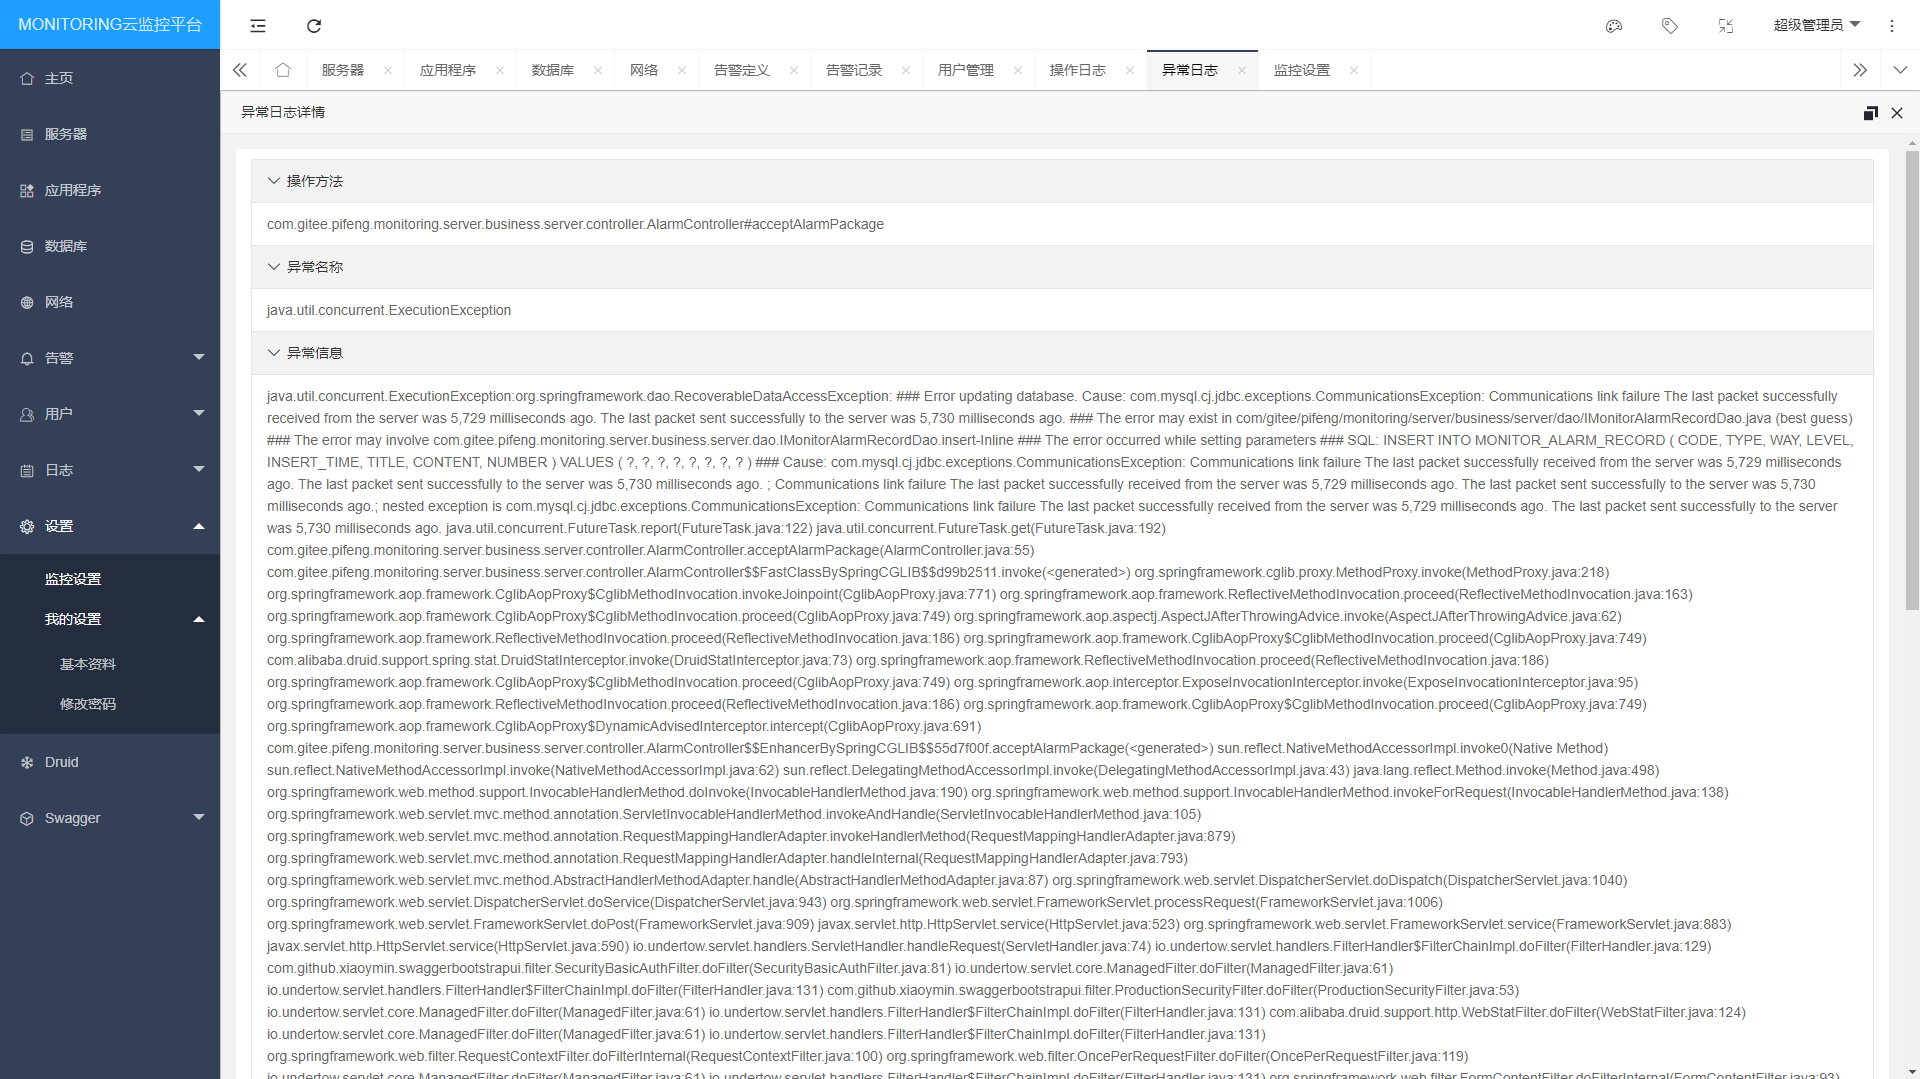 MONITORING云监控平台
超级管理员
服务器
应用程序
数据库
网络
告警定义
告警记录
用户管理
操作日志
异常日志
监控设置
主页
服务器
应用程序
数据库
网络
告警
用户
日志
设置
监控设置
我的设置
基本资料
修改密码
Druid
Swagger
异常日志详情
操作方法
com.gitee.pifeng.monitoring.server.business.server.controller.AlarmController#acceptAlarmPackage
异常名称
java.util.concurrent.ExecutionException
异常信息
java.util.concurrent.ExecutionException:org.springframework.dao.RecoverableDataAccessException: ### Error updating database. Cause: com.mysql.cj.jdbc.exceptions.CommunicationsException: Communications link failure The last packet successfully
received from the server was 5,729 milliseconds ago. The last packet sent successfully to the server was 5,730 milliseconds ago. ### The error may exist in com/gitee/pifeng/monitoring/server/business/server/dao/IMonitorAlarmRecordDao.java (best guess)
### The error may involve com.gitee.pifeng.monitoring.server.business.server.dao.IMonitorAlarmRecordDao.insert-Inline ### The error occurred while setting parameters ### SQL: INSERT INTO MONITOR_ALARM_RECORD ( CODE, TYPE, WAY, LEVEL,
INSERT_TIME, TITLE, CONTENT, NUMBER ) VALUES ( ?, ?, ?, ?, ?, ?, ?, ? ) ### Cause: com.mysql.cj.jdbc.exceptions.CommunicationsException: Communications link failure The last packet successfully received from the server was 5,729 milliseconds
ago. The last packet sent successfully to the server was 5,730 milliseconds ago. ; Communications link failure The last packet successfully received from the server was 5,729 milliseconds ago. The last packet sent successfully to the server was 5,730
milliseconds ago.; nested exception is com.mysql.cj.jdbc.exceptions.CommunicationsException: Communications link failure The last packet successfully received from the server was 5,729 milliseconds ago. The last packet sent successfully to the server
was 5,730 milliseconds ago. java.util.concurrent.FutureTask.report(FutureTask.java:122) java.util.concurrent.FutureTask.get(FutureTask.java:192)
com.gitee.pifeng.monitoring.server.business.server.controller.AlarmController.acceptAlarmPackage(AlarmController.java:55)
com.gitee.pifeng.monitoring.server.business.server.controller.AlarmController$$FastClassBySpringCGLIB$$d99b2511.invoke(<generated>) org.springframework.cglib.proxy.MethodProxy.invoke(MethodProxy.java:218)
org.springframework.aop.framework.CglibAopProxy$CglibMethodInvocation.invokeJoinpoint(CglibAopProxy.java:771) org.springframework.aop.framework.ReflectiveMethodInvocation.proceed(ReflectiveMethodInvocation.java:163)
org.springframework.aop.framework.CglibAopProxy$CglibMethodInvocation.proceed(CglibAopProxy.java:749) org.springframework.aop.aspectj.AspectJAfterThrowingAdvice.invoke(AspectJAfterThrowingAdvice.java:62)
org.springframework.aop.framework.ReflectiveMethodInvocation.proceed(ReflectiveMethodInvocation.java:186) org.springframework.aop.framework.CglibAopProxy$CglibMethodInvocation.proceed(CglibAopProxy.java:749)
com.alibaba.druid.support.spring.stat.DruidStatInterceptor.invoke(DruidStatInterceptor.java:73) org.springframework.aop.framework.ReflectiveMethodInvocation.proceed(ReflectiveMethodInvocation.java:186)
org.springframework.aop.framework.CglibAopProxy$CglibMethodInvocation.proceed(CglibAopProxy.java:749) org.springframework.aop.interceptor.ExposeInvocationInterceptor.invoke(ExposeInvocationInterceptor.java:95)
org.springframework.aop.framework.ReflectiveMethodInvocation.proceed(ReflectiveMethodInvocation.java:186) org.springframework.aop.framework.CglibAopProxy$CglibMethodInvocation.proceed(CglibAopProxy.java:749)
org.springframework.aop.framework.CglibAopProxy$DynamicAdvisedInterceptor.intercept(CglibAopProxy.java:691)
com.gitee.pifeng.monitoring.server.business.server.controller.AlarmController$$EnhancerBySpringCGLIB$$55d7f00f.acceptAlarmPackage(<generated>) sun.reflect.NativeMethodAccessorImpl.invoke0(Native Method)
sun.reflect.NativeMethodAccessorImpl.invoke(NativeMethodAccessorImpl.java:62) sun.reflect.DelegatingMethodAccessorImpl.invoke(DelegatingMethodAccessorImpl.java:43) java.lang.reflect.Method.invoke(Method.java:498)
org.springframework.web.method.support.InvocableHandlerMethod.doInvoke(InvocableHandlerMethod.java:190) org.springframework.web.method.support.InvocableHandlerMethod.invokeForRequest(InvocableHandlerMethod.java:138)
org.springframework.web.servlet.mvc.method.annotation.ServletInvocableHandlerMethod.invokeAndHandle(ServletInvocableHandlerMethod.java:105)
org.springframework.web.servlet.mvc.method.annotation.RequestMappingHandlerAdapter.invokeHandlerMethod(RequestMappingHandlerAdapter.java:879)
org.springframework.web.servlet.mvc.method.annotation.RequestMappingHandlerAdapter.handleInternal(RequestMappingHandlerAdapter.java:793)
org.springframework.web.servlet.mvc.method.AbstractHandlerMethodAdapter.handle(AbstractHandlerMethodAdapter.java:87) org.springframework.web.servlet.DispatcherServlet.doDispatch(DispatcherServlet.java:1040)
org.springframework.web.servlet.DispatcherServlet.doService(DispatcherServlet.java:943) org.springframework.web.servlet.FrameworkServlet.processRequest(FrameworkServlet.java:1006)
org.springframework.web.servlet.FrameworkServlet.doPost(FrameworkServlet.java:909) javax.servlet.http.HttpServlet.service(HttpServlet.java:523) org.springframework.web.servlet.FrameworkServlet.service(FrameworkServlet.java:883)
javax.servlet.http.HttpServlet.service(HttpServlet.java:590) io.undertow.servlet.handlers.ServletHandler.handleRequest(ServletHandler.java:74) io.undertow.servlet.handlers.FilterHandler$FilterChainImpl.doFilter(FilterHandler.java:129)
com.github.xiaoymin.swaggerbootstrapui.filter.SecurityBasicAuthFilter.doFilter(SecurityBasicAuthFilter.java:81) io.undertow.servlet.core.ManagedFilter.doFilter(ManagedFilter.java:61)
io.undertow.servlet.handlers.FilterHandler$FilterChainImpl.doFilter(FilterHandler.java:131) com.github.xiaoymin.swaggerbootstrapui.filter.ProductionSecurityFilter.doFilter(ProductionSecurityFilter.java:53)
io.undertow.servlet.core.ManagedFilter.doFilter(ManagedFilter.java:61) io.undertow.servlet.handlers.FilterHandler$FilterChainImpl.doFilter(FilterHandler.java:131) com.alibaba.druid.support.http.WebStatFilter.doFilter(WebStatFilter.java:124)
io.undertow.servlet.core.ManagedFilter.doFilter(ManagedFilter.java:61) io.undertow.servlet.handlers.FilterHandler$FilterChainImpl.doFilter(FilterHandler.java:131)
org.springframework.web.filter.RequestContextFilter.doFilterInternal(RequestContextFilter.java:100) org.springframework.web.filter.OncePerRequestFilter.doFilter(OncePerRequestFilter.java:119)
io.undertow.servlet.core.ManagedFilter.doFilter(ManagedFilter.java:61) io.undertow.servlet.handlers.FilterHandler$FilterChainImpl.doFilter(FilterHandler.java:131) org.springframework.web.filter.FormContentFilter.doFilterInternal(FormContentFilter.java:93)